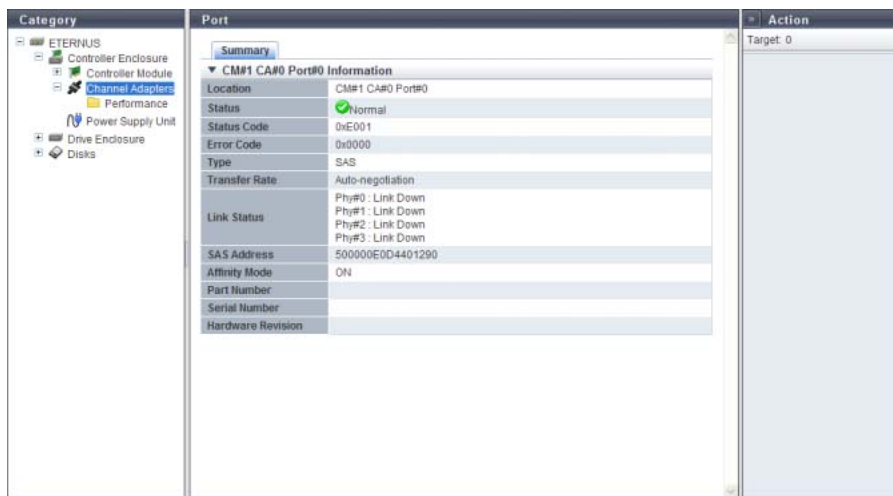 Category
ETERNUS
Controller Enclosure
Controller Module
Channel Adapters
Performance
Power Supply Unit
Drive Enclosure
Disks
Port
Summary
CM#1 CA#0 Port#0 Information
Location CM#1 CA#0 Port#0
Status Normal
Status Code 0xE001
Error Code 0x0000
Type SAS
Transfer Rate Auto-negotiation
Link Status
Phy#0 : Link Down
Phy#1 : Link Down
Phy#2 : Link Down
Phy#3 : Link Down
SAS Address 500000E0D4401290
Affinity Mode ON
Part Number
Serial Number
Hardware Revision
Action
Target: 0